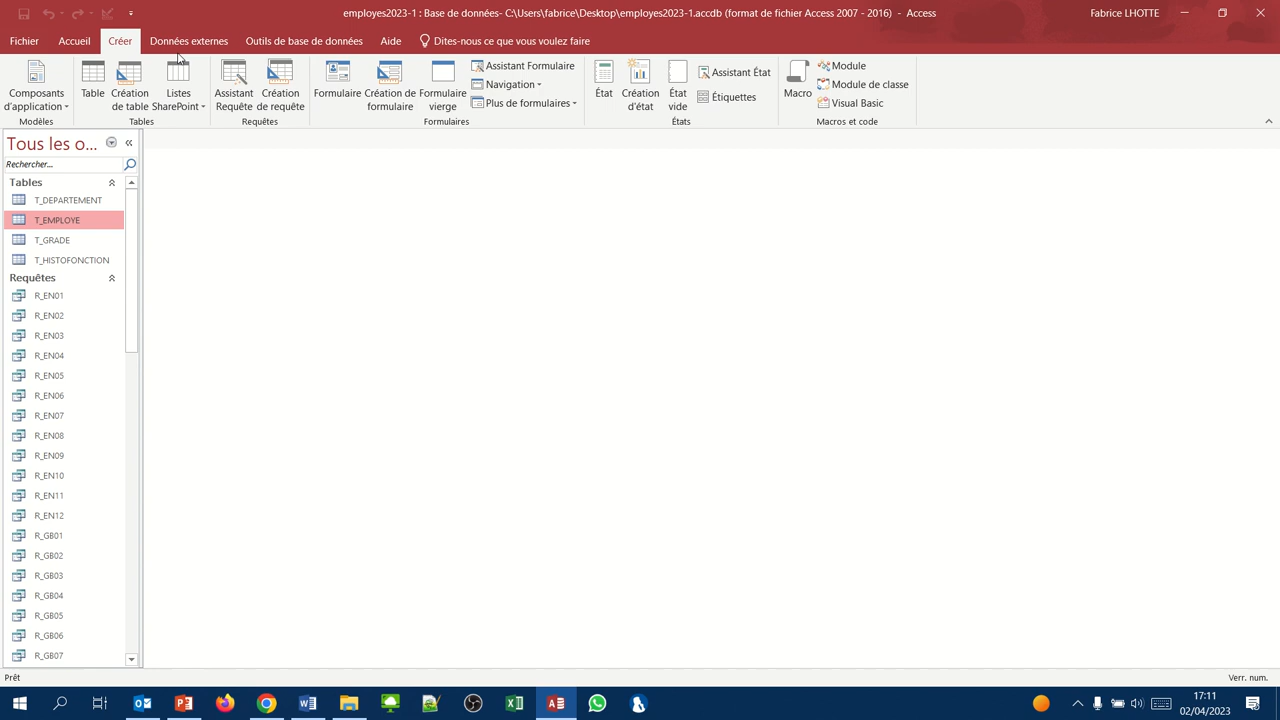 employes2023-1 : Base de données- C:\Users\fabrice\Desktop\employes2023-1.accdb (format de fichier Access 2007 - 2016) - Access
Fabrice LHOTTE
Fichier
Accueil
Créer
Données externes
Outils de base de données
Aide
Dites-nous ce que vous voulez faire
Composants
d'application
Modèles
Table
Création
de table
Listes
SharePoint
Tables
Assistant
Requête
Création
de requête
Requêtes
Formulaire
Création de
formulaire
Formulaire
vierge
Assistant Formulaire
Navigation
Plus de formulaires
Formulaires
État
Création
d'état
État
vide
Assistant État
Étiquettes
États
Macro
Module
Module de classe
Visual Basic
Macros et code
Tous les o...
Rechercher...
Tables
T_DEPARTEMENT
T_EMPLOYE
T_GRADE
T_HISTOFONCTION
Requêtes
R_EN01
R_EN02
R_EN03
R_EN04
R_EN05
R_EN06
R_EN07
R_EN08
R_EN09
R_EN10
R_EN11
R_EN12
R_GB01
R_GB02
R_GB03
R_GB04
R_GB05
R_GB06
R_GB07
Prêt
Verr. num.
17:11
02/04/2023